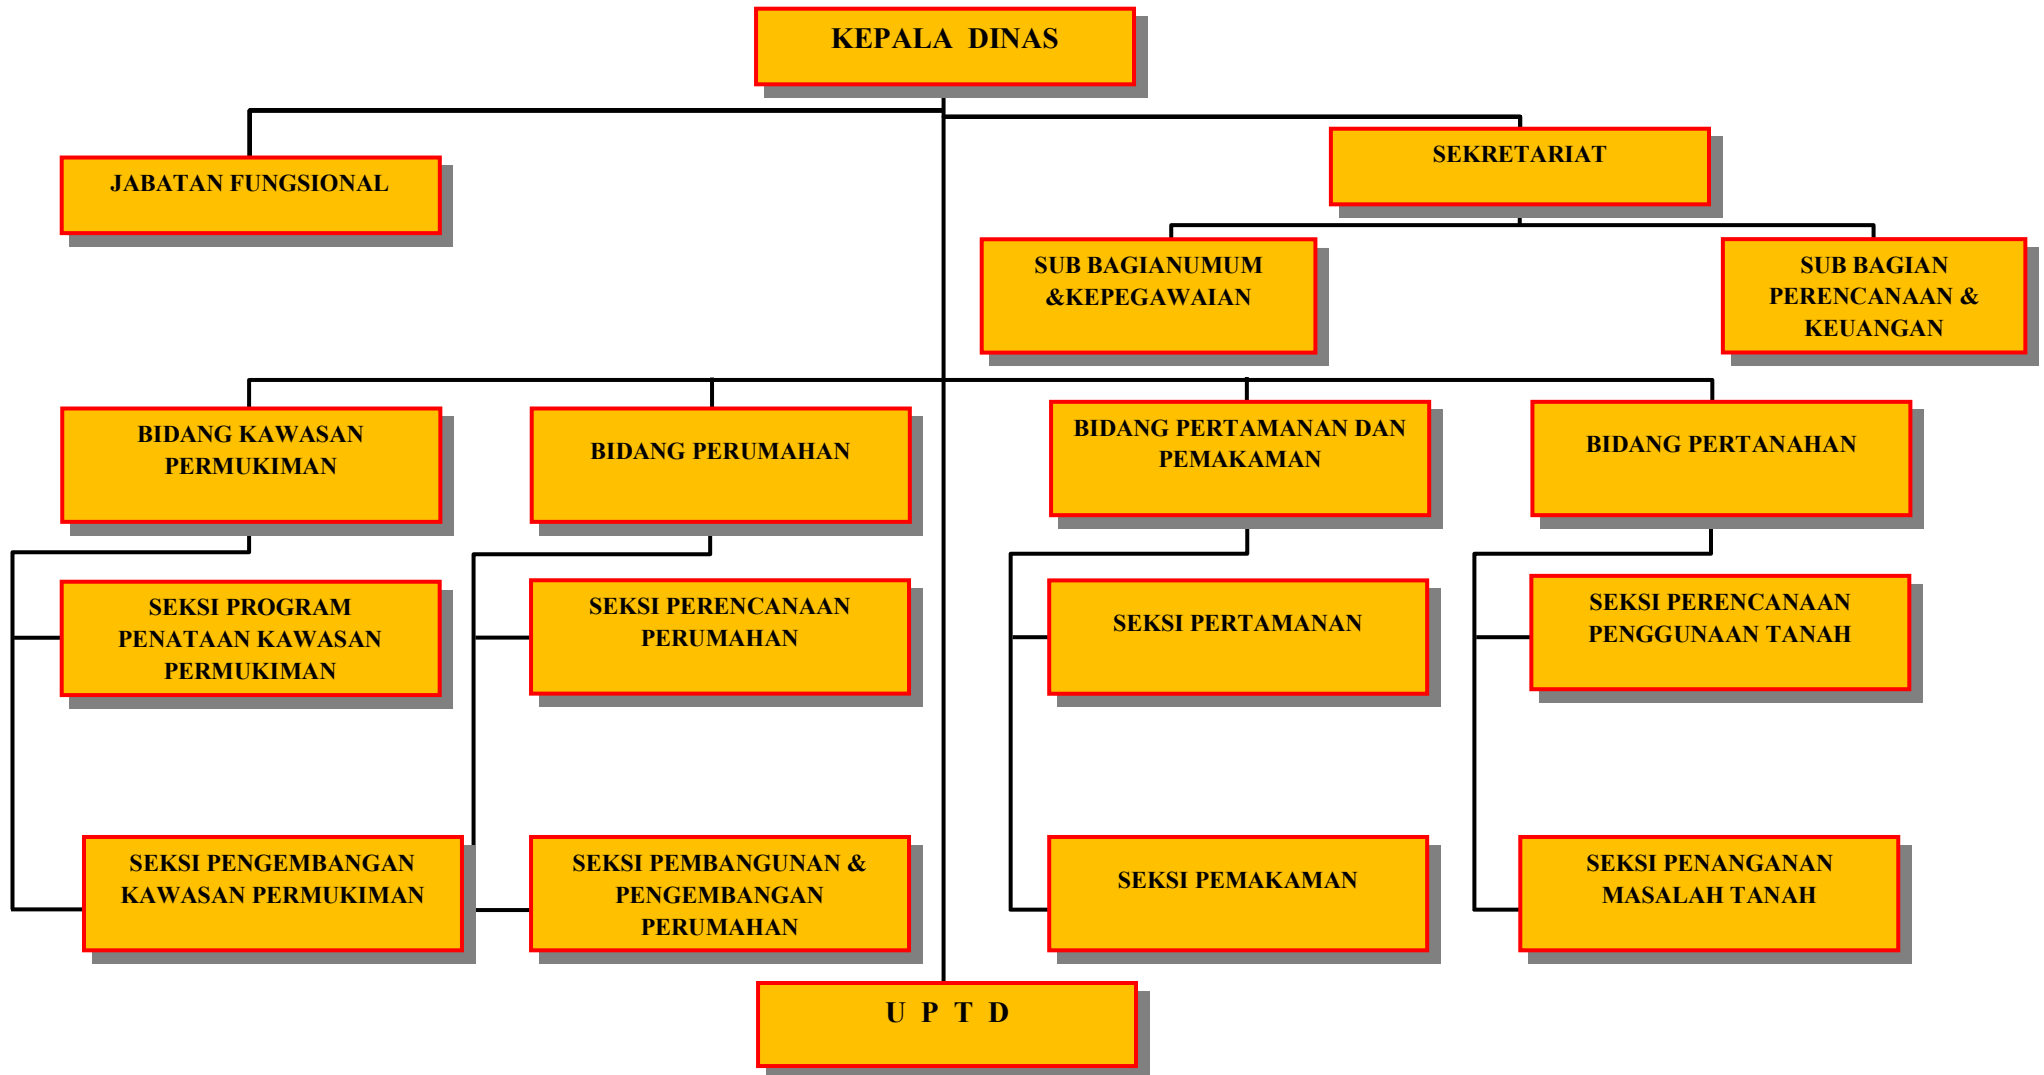 KEPALA DINAS
JABATAN FUNGSIONAL
SEKRETARIAT
SUB BAGIANUMUM
&KEPEGAWAIAN
SUB BAGIAN
PERENCANAAN &
KEUANGAN
BIDANG KAWASAN
PERMUKIMAN
BIDANG PERUMAHAN
BIDANG PERTAMANAN DAN
PEMAKAMAN
BIDANG PERTANAHAN
SEKSI PROGRAM
PENATAAN KAWASAN
PERMUKIMAN
SEKSI PERENCANAAN
PERUMAHAN
SEKSI PERTAMANAN
SEKSI PERENCANAAN
PENGGUNAAN TANAH
SEKSI PENGEMBANGAN
KAWASAN PERMUKIMAN
SEKSI PEMBANGUNAN &
PENGEMBANGAN
PERUMAHAN
SEKSI PEMAKAMAN
SEKSI PENANGANAN
MASALAH TANAH
U P T D